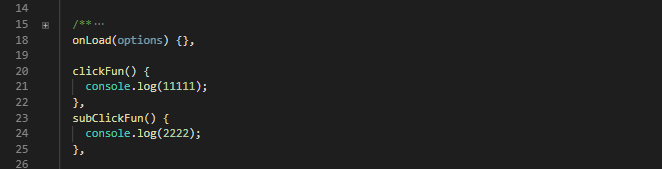 14
15 /**…
18 onLoad(options) {},
19
20 clickFun() {
21 console.log(11111);
22 },
23 subClickFun() {
24 console.log(2222);
25 },
26